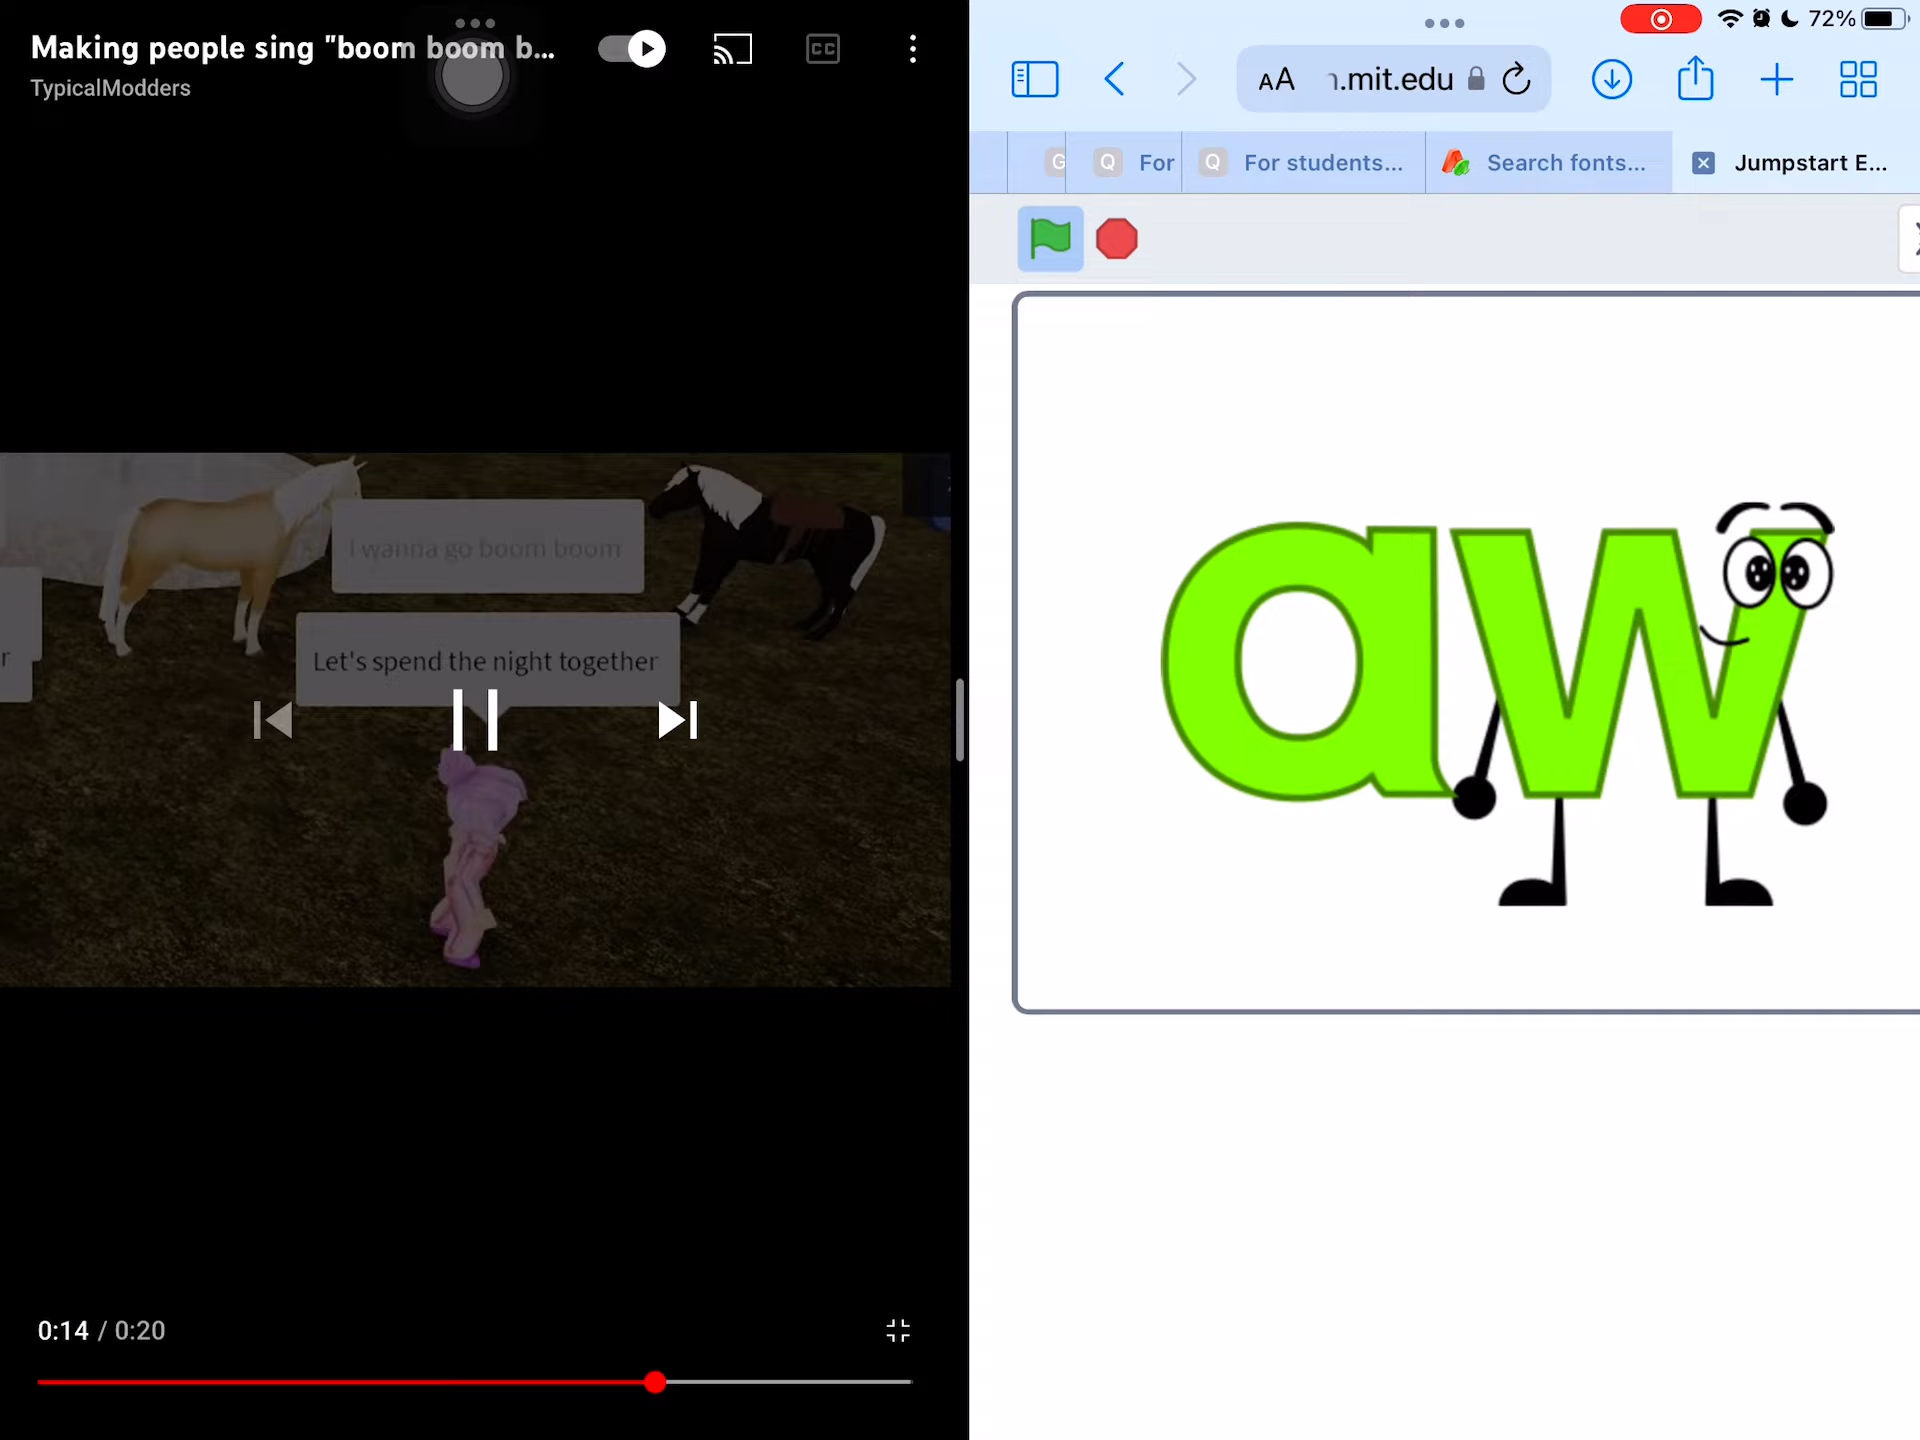 Making people sing "boom boom b...
TypicalModders
CC
I wanna go boom boom
Let's spend the night together
r
0:14 / 0:20
72%
AA
.mit.edu
G
Q For
Q For students...
Search fonts...
Jumpstart E...
aw